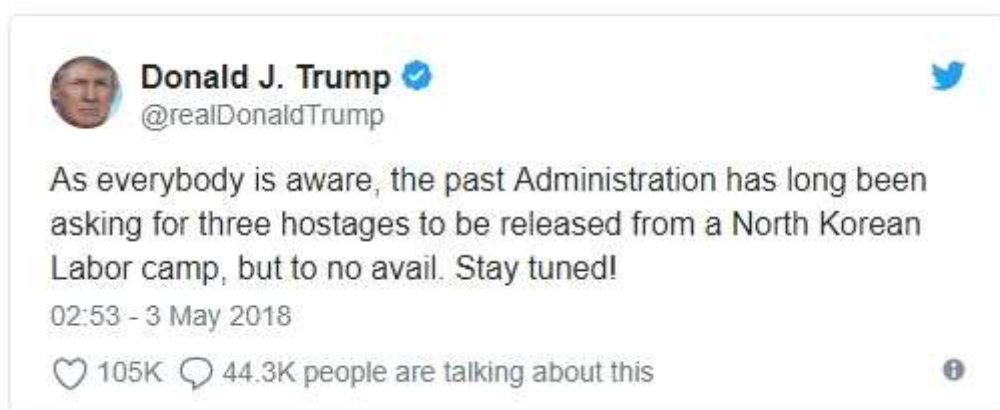 Donald J. Trump
@realDonaldTrump
As everybody is aware, the past Administration has long been
asking for three hostages to be released from a North Korean
Labor camp, but to no avail. Stay tuned!
02:53 - 3 May 2018
105K 44.3K people are talking about this